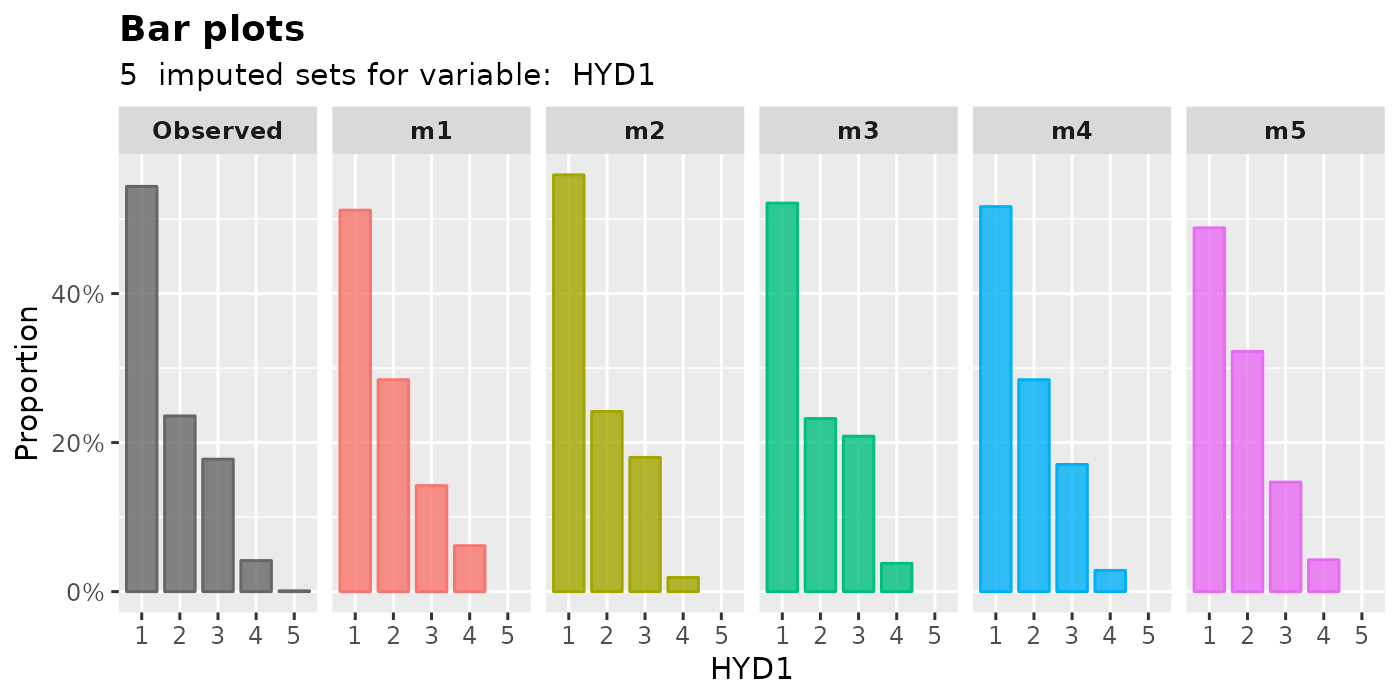 Bar plots
5  imputed sets for variable:  HYD1
Observed m1 m2 m3 m4 m5
Proportion
40%
20%
0%
1 2 3 4 5 1 2 3 4 5 1 2 3 4 5 1 2 3 4 5 1 2 3 4 5 1 2 3 4 5
HYD1